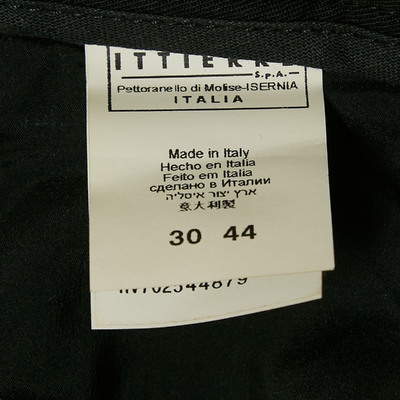 ITTIERRE
S.p.A.
Pettoranello di Molise-ISERNIA
ITALIA
Made in Italy
Hecho en Italia
Feito em Italia
сделано в Италии
ארץ יצור איטליה
意大利製
30 44
HV702544879